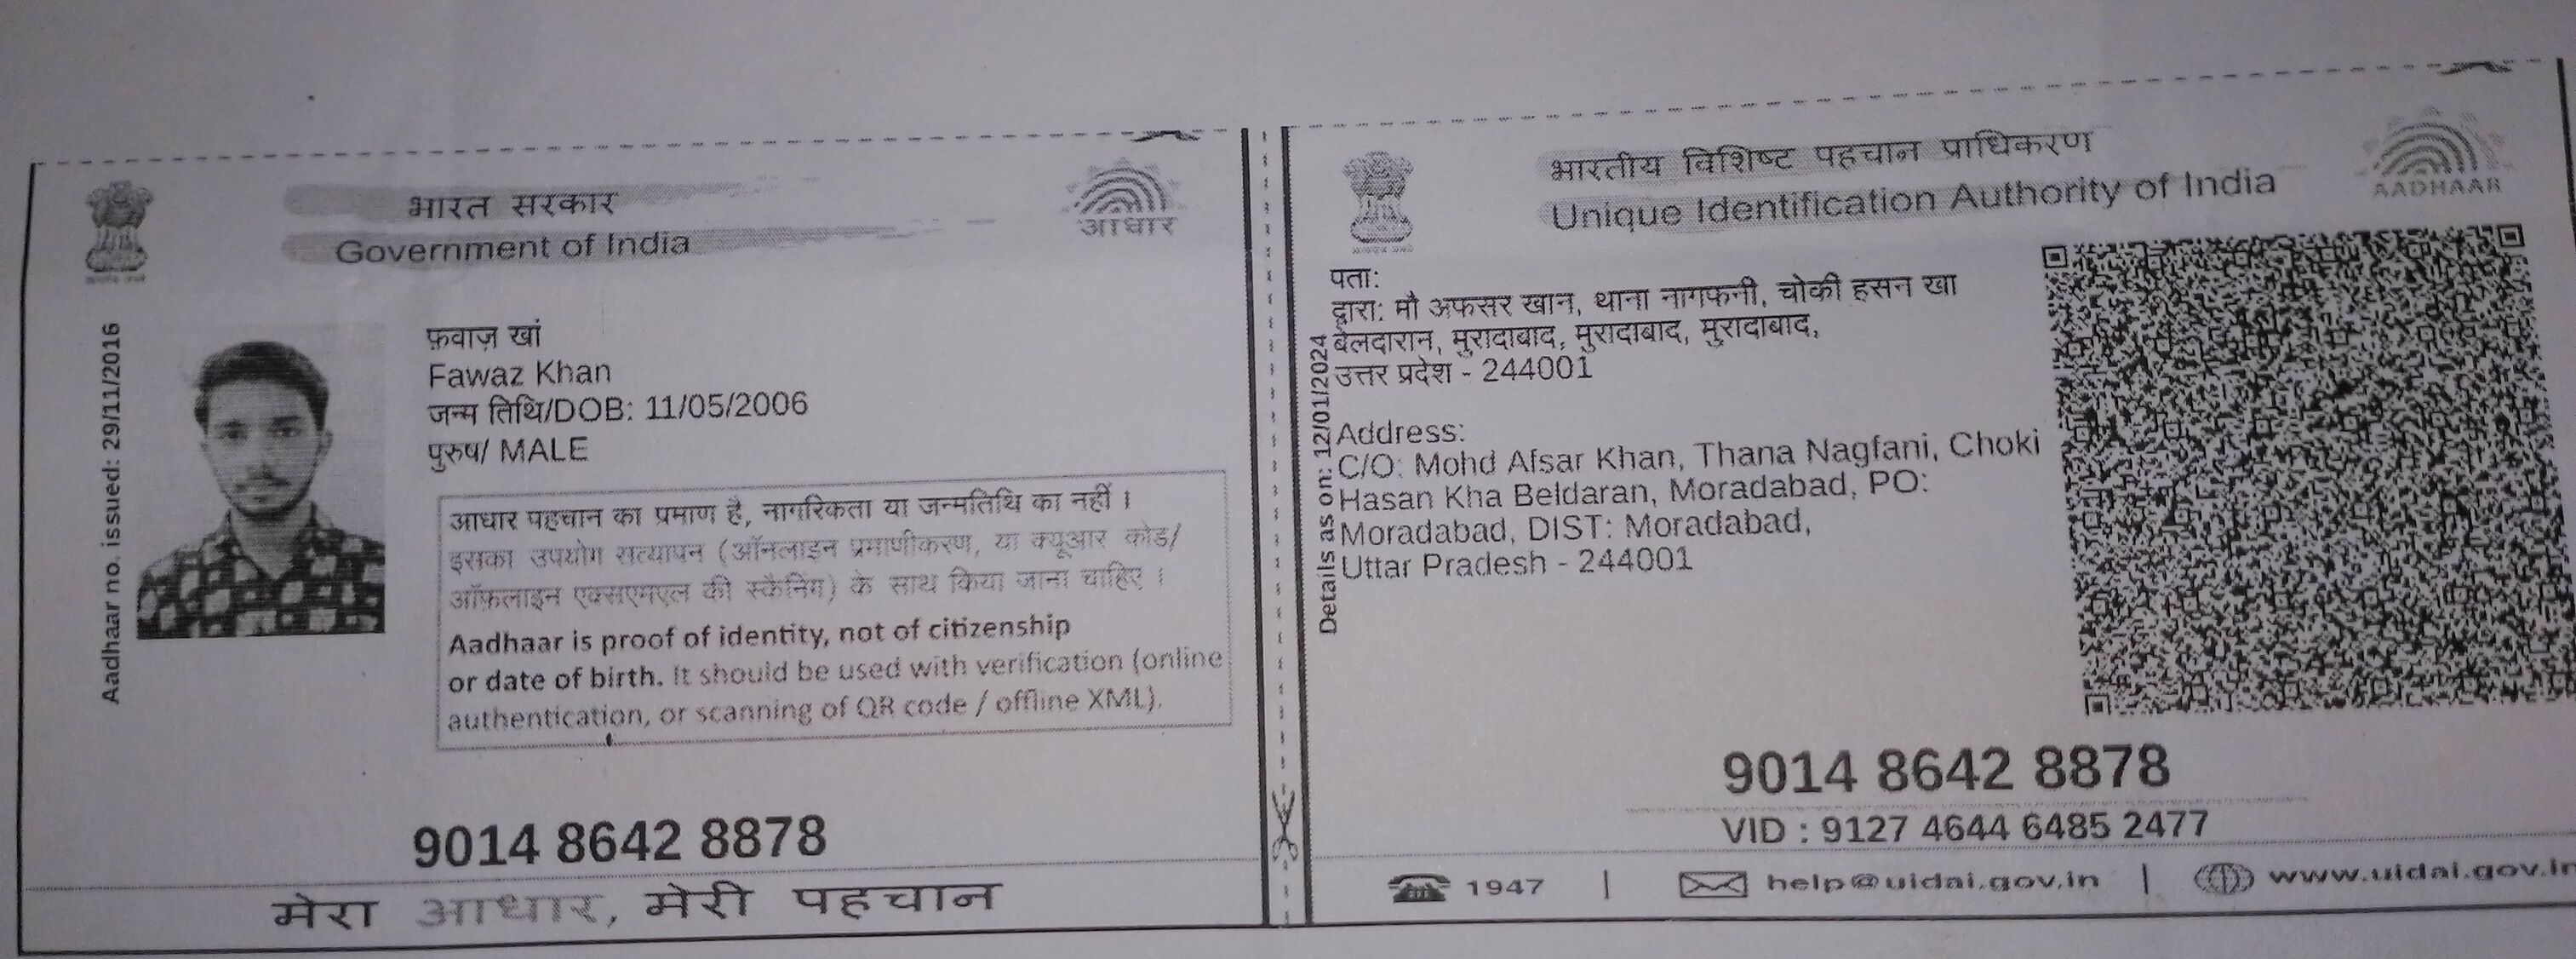 भारत सरकार
Government of India
आधार
Aadhaar no. issued: 29/11/2016
फ़वाज़ खां
Fawaz Khan
जन्म तिथि/DOB: 11/05/2006
पुरुष/ MALE
आधार पहचान का प्रमाण है, नागरिकता या जन्मतिथि का नहीं ।
इसका उपयोग सत्यापन (ऑनलाइन प्रमाणीकरण, या क्यूआर कोड/
ऑफ़लाइन एक्सएमएल की स्कैनिंग) के साथ किया जाना चाहिए ।
Aadhaar is proof of identity, not of citizenship
or date of birth. It should be used with verification (online
authentication, or scanning of QR code / offline XML).
9014 8642 8878
मेरा आधार, मेरी पहचान
भारतीय विशिष्ट पहचान प्राधिकरण
Unique Identification Authority of India
AADHAAR
Details as on: 12/01/2024
पता:
द्वारा: मौ अफसर खान, थाना नागफनी, चोकी हसन खा
बेलदारान, मुरादाबाद, मुरादाबाद, मुरादाबाद,
उत्तर प्रदेश - 244001
Address:
C/O: Mohd Afsar Khan, Thana Nagfani, Choki
Hasan Kha Beldaran, Moradabad, PO:
Moradabad, DIST: Moradabad,
Uttar Pradesh - 244001
9014 8642 8878
VID : 9127 4644 6485 2477
1947 | help@uidai.gov.in | www.uidai.gov.in